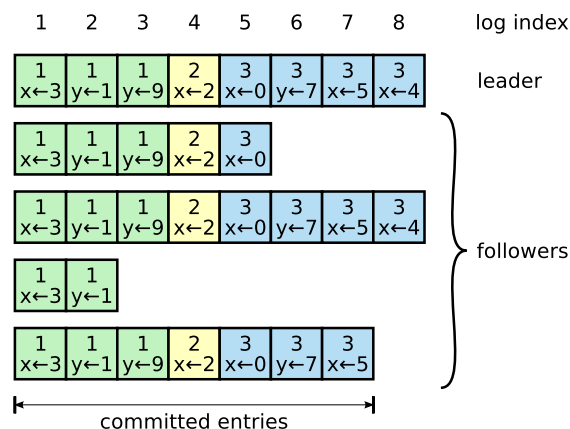 1 2 3 4 5 6 7 8 log index
1 1 1 2 3 3 3 3
x←3 y←1 y←9 x←2 x←0 y←7 x←5 x←4
leader
1 1 1 2 3
x←3 y←1 y←9 x←2 x←0
1 1 1 2 3 3 3 3
x←3 y←1 y←9 x←2 x←0 y←7 x←5 x←4
followers
1 1
x←3 y←1
1 1 1 2 3 3 3
x←3 y←1 y←9 x←2 x←0 y←7 x←5
committed entries